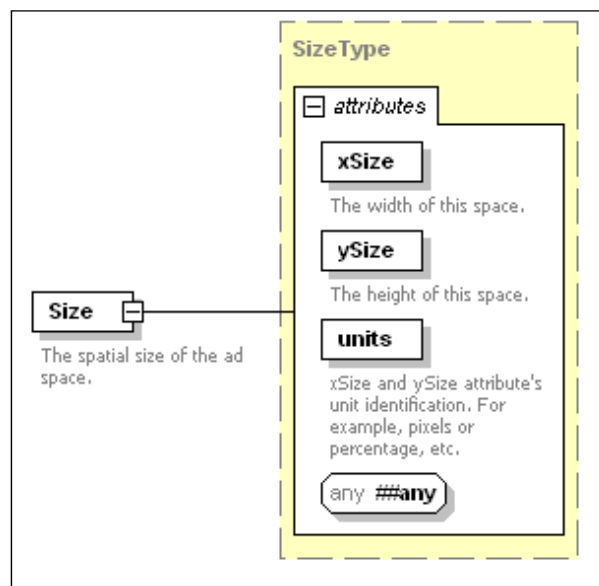 SizeType
attributes
xSize
The width of this space.
ySize
The height of this space.
Size
The spatial size of the ad
space.
units
xSize and ySize attribute's
unit identification. For
example, pixels or
percentage, etc.
any ##any